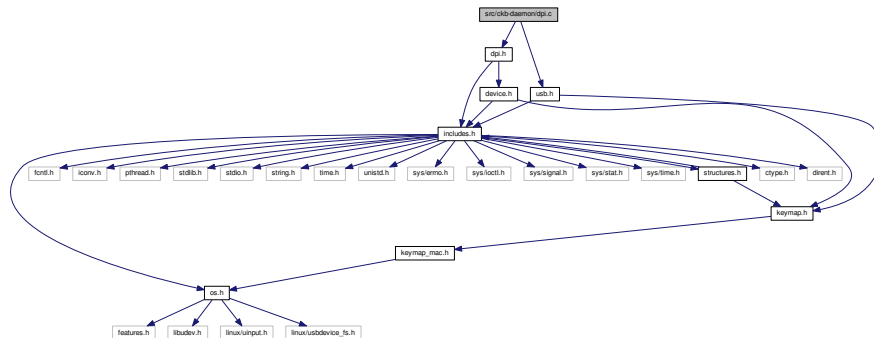 src/ckb-daemon/dpi.c
dpi.h
device.h
usb.h
includes.h
fcntl.h
iconv.h
pthread.h
stdlib.h
stdio.h
string.h
time.h
unistd.h
sys/errno.h
sys/ioctl.h
sys/signal.h
sys/stat.h
sys/time.h
structures.h
ctype.h
dirent.h
keymap.h
keymap_mac.h
os.h
features.h
libudev.h
linux/uinput.h
linux/usbdevice_fs.h